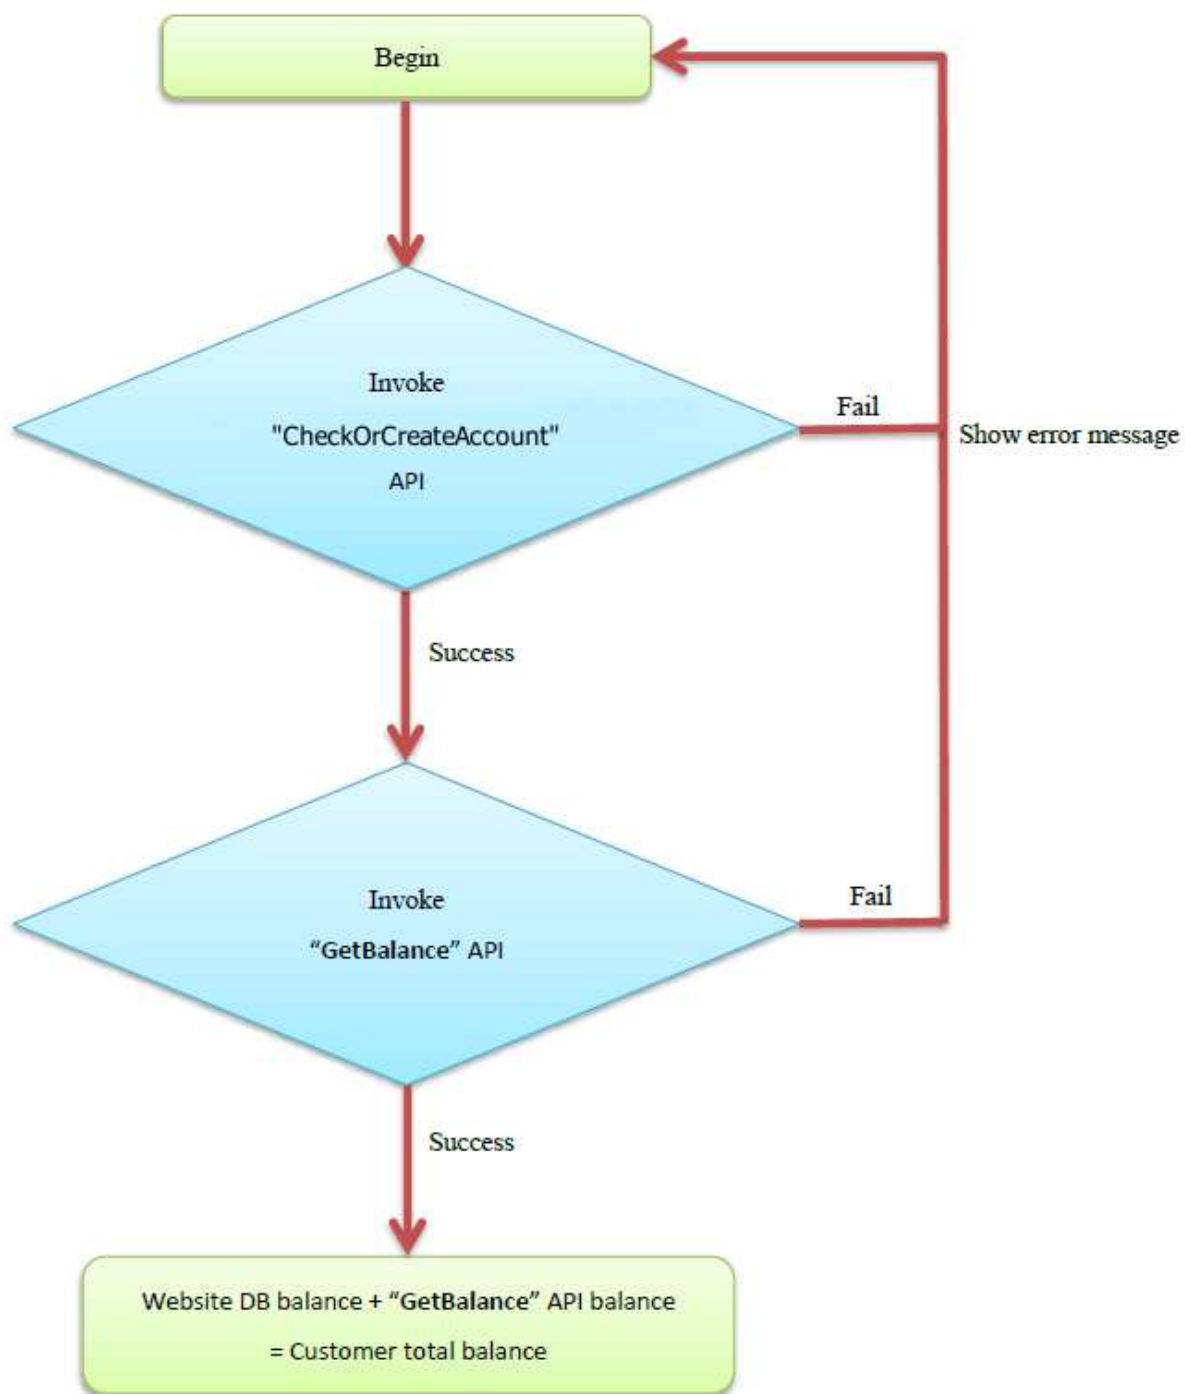 Begin
Invoke
"CheckOrCreateAccount"
API
Fail
Show error message
Success
Invoke
“GetBalance” API
Fail
Success
Website DB balance + “GetBalance” API balance
= Customer total balance